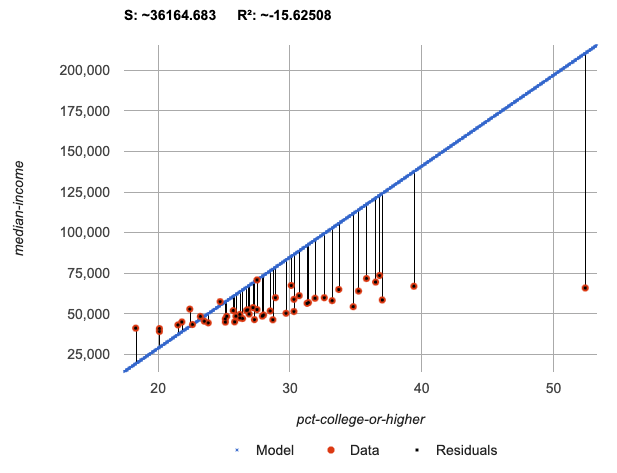 S: ~36164.683 R²: ~-15.62508
200,000
175,000
150,000
125,000
100,000
75,000
50,000
25,000
median-income
20 30 40 50
pct-college-or-higher
Model Data Residuals